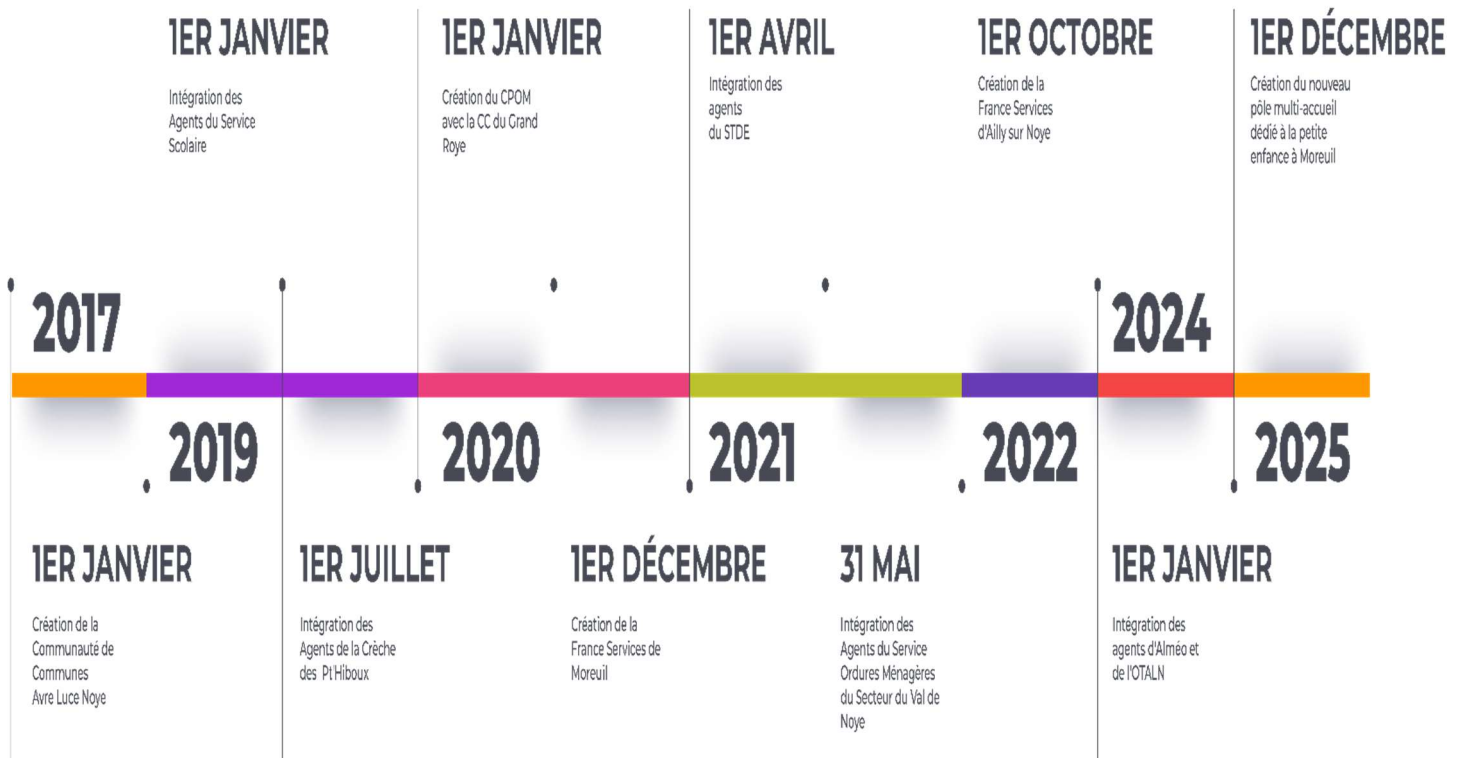 1ER JANVIER
Intégration des
Agents du Service
Scolaire
1ER JANVIER
Création du CPOM
avec la CC du Grand
Roye
1ER AVRIL
Intégration des
agents
du STDE
1ER OCTOBRE
Création de la
France Services
d'Ailly sur Noye
1ER DÉCEMBRE
Création du nouveau
pôle multi-accueil
dédié à la petite
enfance à Moreuil
2017
2024
2019
2020
2021
2022
2025
1ER JANVIER
Création de la
Communauté de
Communes
Avre Luce Noye
1ER JUILLET
Intégration des
Agents de la Crèche
des Pt'Hiboux
1ER DÉCEMBRE
Création de la
France Services de
Moreuil
31 MAI
Intégration des
Agents du Service
Ordures Ménagères
du Secteur du Val de
Noye
1ER JANVIER
Intégration des
agents d'Alméo et
de l'OTALN